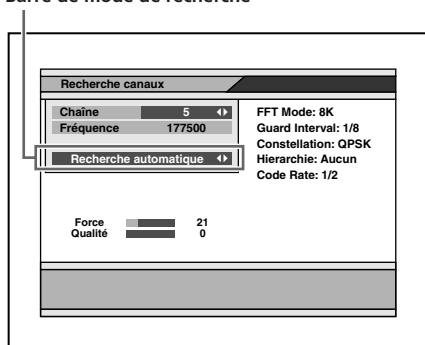 Barre de mode de recherche
Recherche canaux
Chaîne 5
Fréquence 177500
Recherche automatique
FFT Mode: 8K
Guard Interval: 1/8
Constellation: QPSK
Hierarchie: Aucun
Code Rate: 1/2
Force 21
Qualité 0